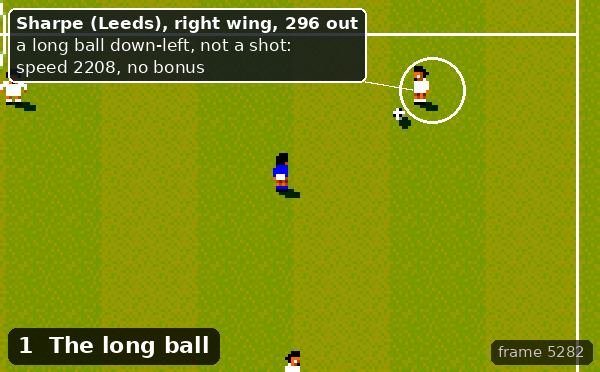 Sharpe (Leeds), right wing, 296 out
a long ball down-left, not a shot:
speed 2208, no bonus
1 The long ball
frame 5282